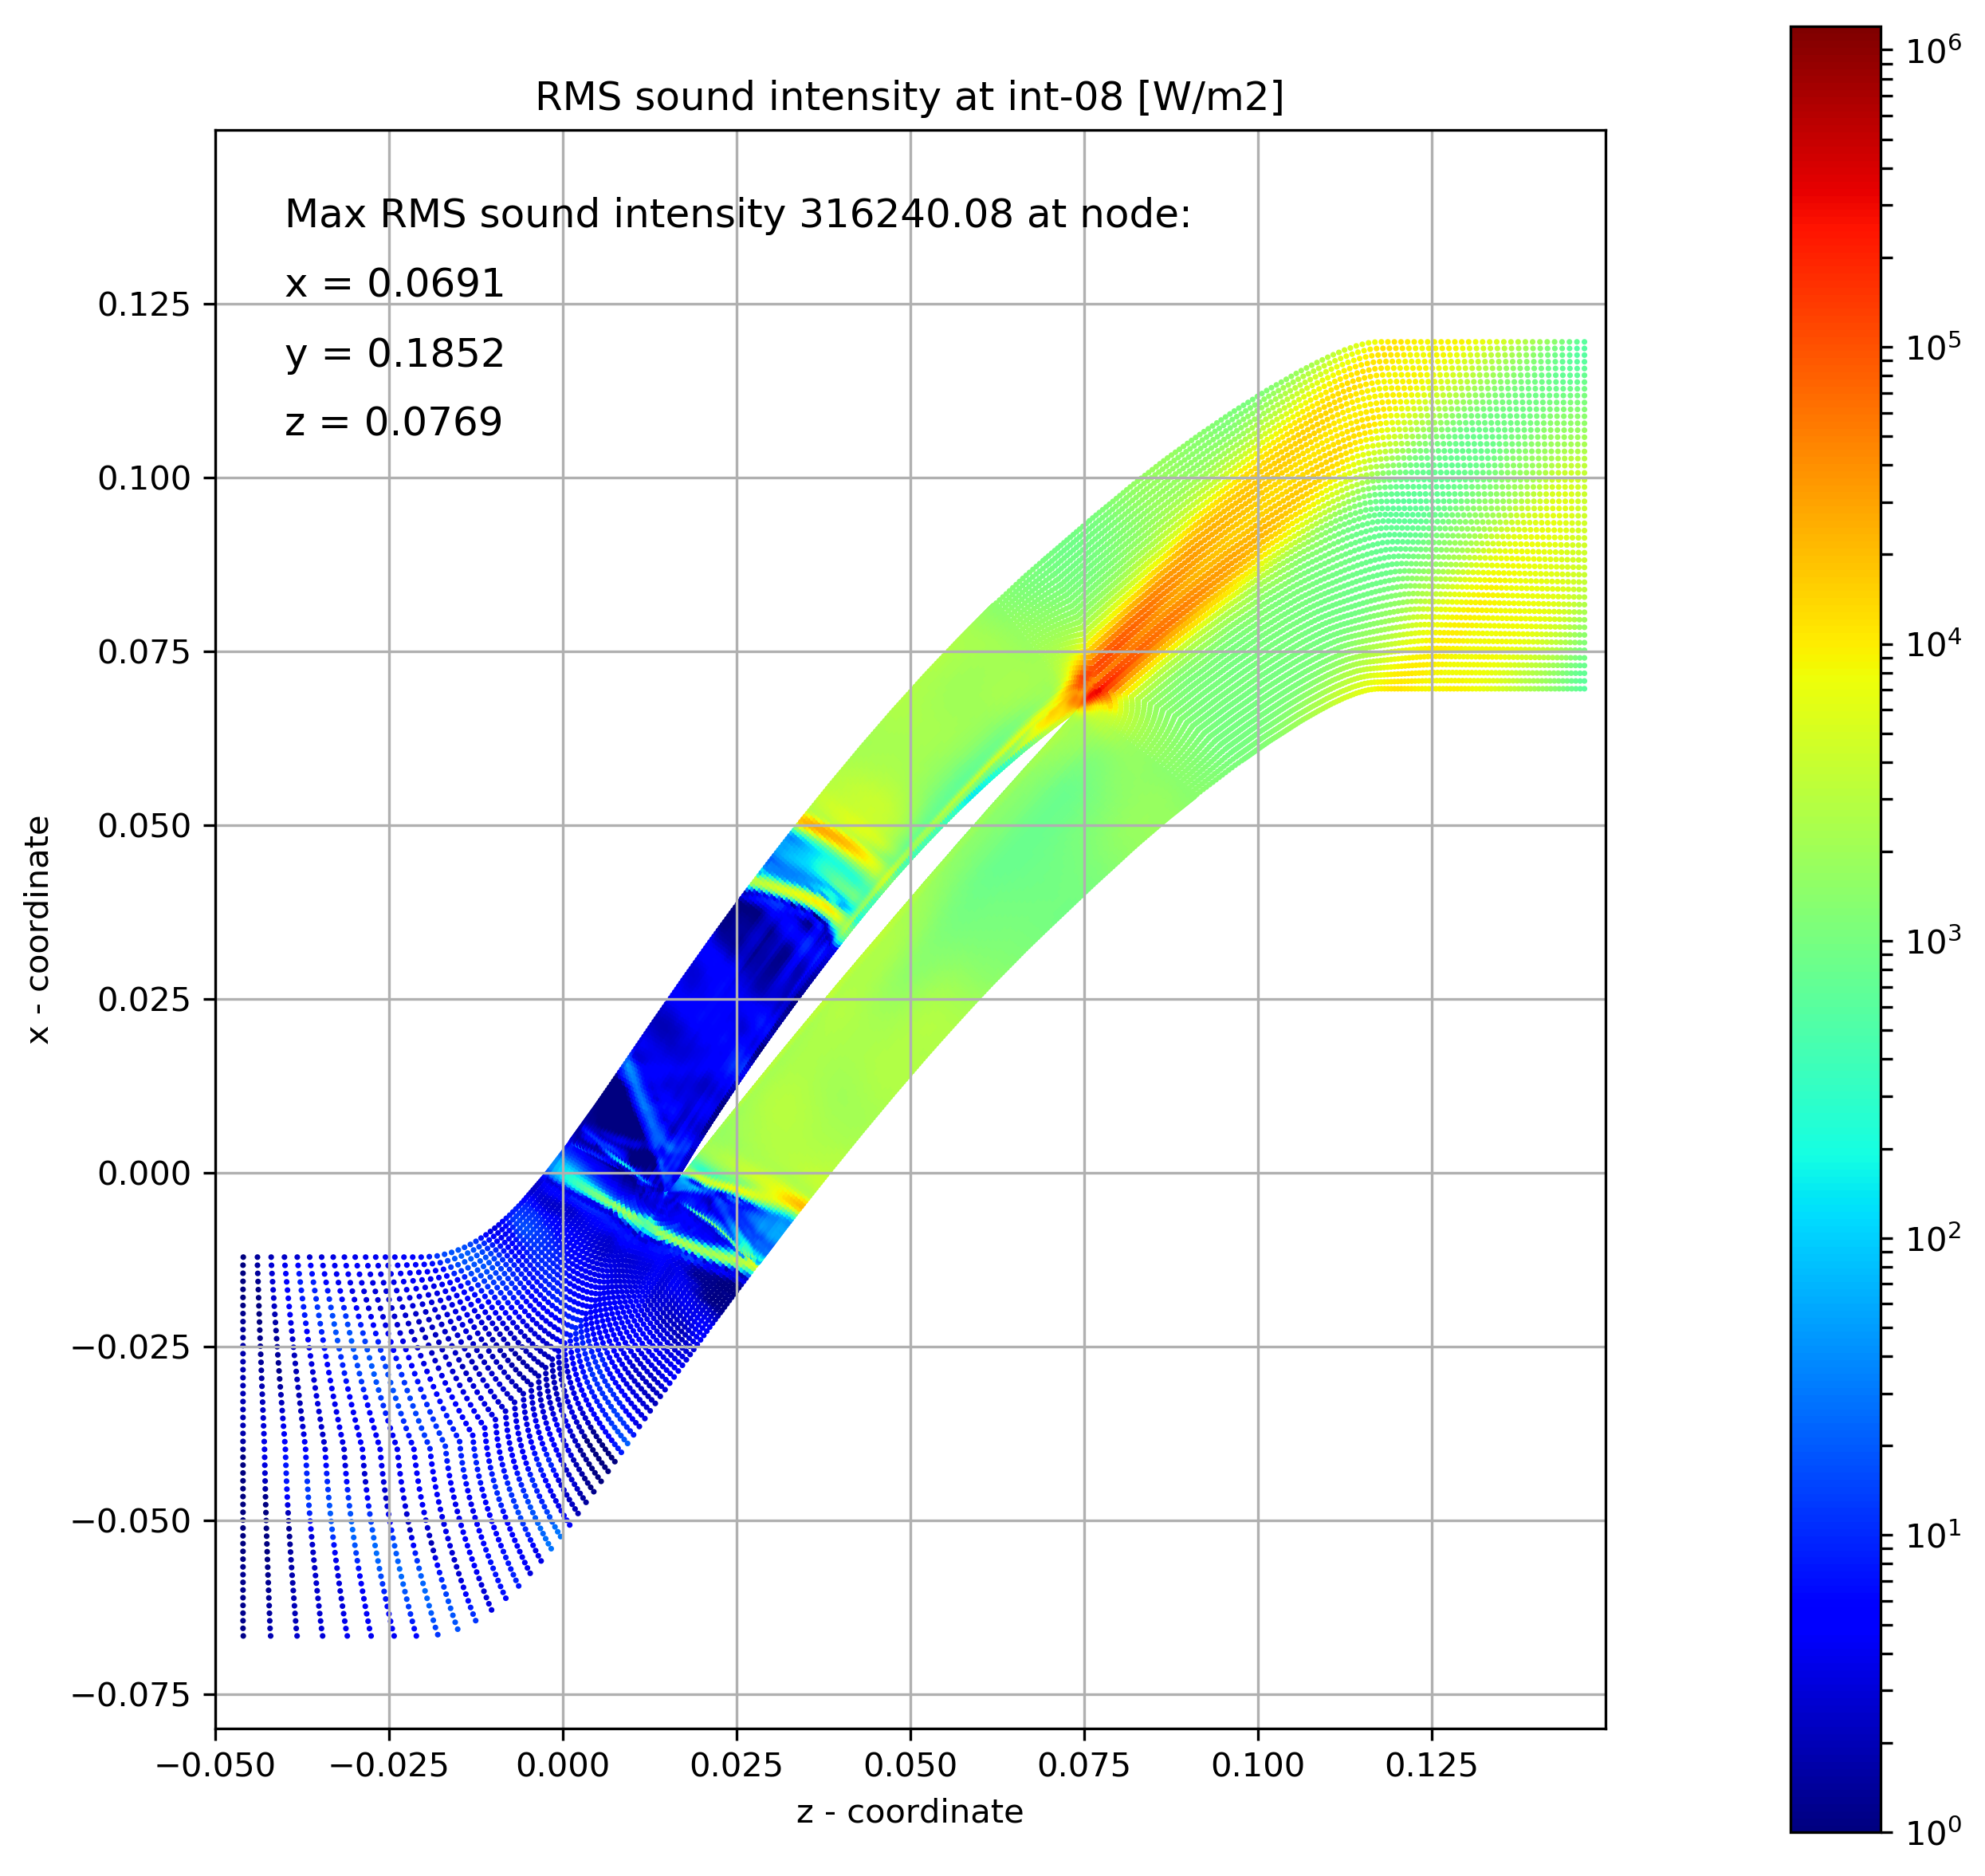 RMS sound intensity at int-08 [W/m2]
Max RMS sound intensity 316240.08 at node:
x = 0.0691
y = 0.1852
z = 0.0769
x - coordinate
0.125
0.100
0.075
0.050
0.025
0.000
−0.025
−0.050
−0.075
−0.050 −0.025 0.000 0.025 0.050 0.075 0.100 0.125
z - coordinate
10⁶
10⁵
10⁴
10³
10²
10¹
10⁰